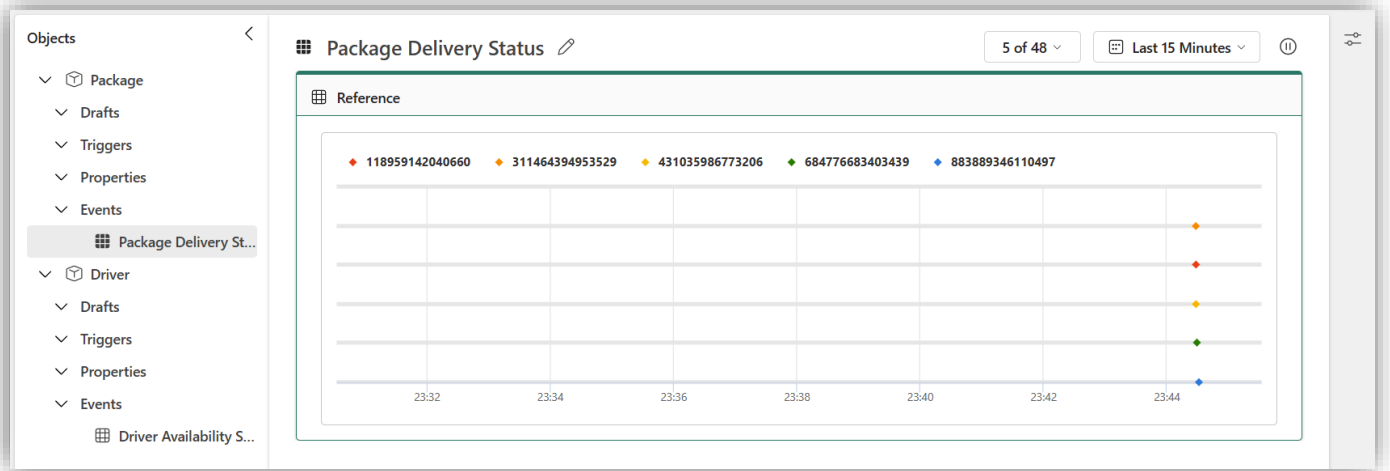 Objects
Package
Drafts
Triggers
Properties
Events
Package Delivery St...
Driver
Drafts
Triggers
Properties
Events
Driver Availability S...
Package Delivery Status
5 of 48
Last 15 Minutes
Reference
118959142040660 311464394953529 431035986773206 684776683403439 883889346110497
23:32 23:34 23:36 23:38 23:40 23:42 23:44